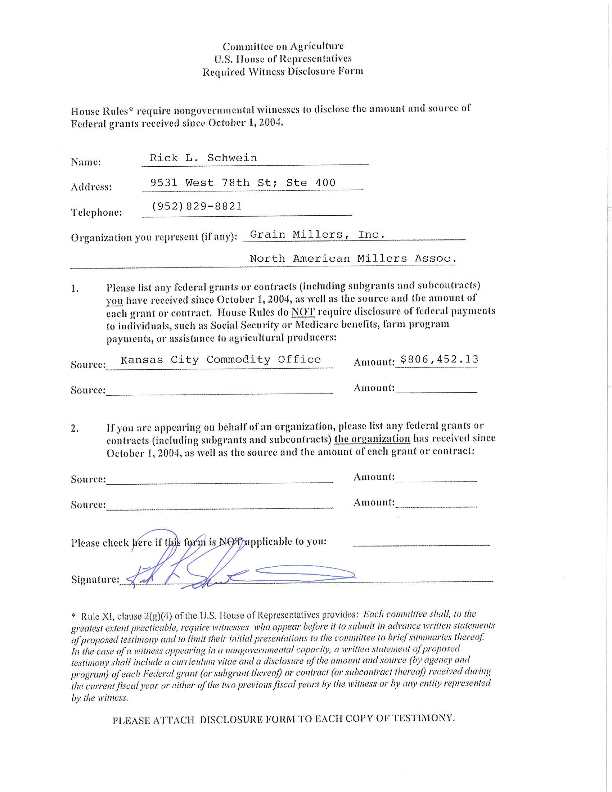 Committee on Agriculture
U.S. House of Representatives
Required Witness Disclosure Form
House Rules* require nongovernmental witnesses to disclose the amount and source of
Federal grants received since October 1, 2004.
Name: Rick L. Schwein
Address: 9531 West 78th St; Ste 400
Telephone: (952)829-8821
Organization you represent (if any): Grain Millers, Inc.
North American Millers Assoc.
1. Please list any federal grants or contracts (including subgrants and subcontracts)
you have received since October 1, 2004, as well as the source and the amount of
each grant or contract. House Rules do NOT require disclosure of federal payments
to individuals, such as Social Security or Medicare benefits, farm program
payments, or assistance to agricultural producers:
Source: Kansas City Commodity Office Amount: $806,452.13
Source: Amount:
2. If you are appearing on behalf of an organization, please list any federal grants or
contracts (including subgrants and subcontracts) the organization has received since
October 1, 2004, as well as the source and the amount of each grant or contract:
Source: Amount:
Source: Amount:
Please check here if this form is NOT applicable to you:
Signature:
* Rule XI, clause 2(g)(4) of the U.S. House of Representatives provides: Each committee shall, to the
greatest extent practicable, require witnesses who appear before it to submit in advance written statements
of proposed testimony and to limit their initial presentations to the committee to brief summaries thereof.
In the case of a witness appearing in a nongovernmental capacity, a written statement of proposed
testimony shall include a curriculum vitae and a disclosure of the amount and source (by agency and
program) of each Federal grant (or subgrant thereof) or contract (or subcontract thereof) received during
the current fiscal year or either of the two previous fiscal years by the witness or by any entity represented
by the witness.
PLEASE ATTACH DISCLOSURE FORM TO EACH COPY OF TESTIMONY.